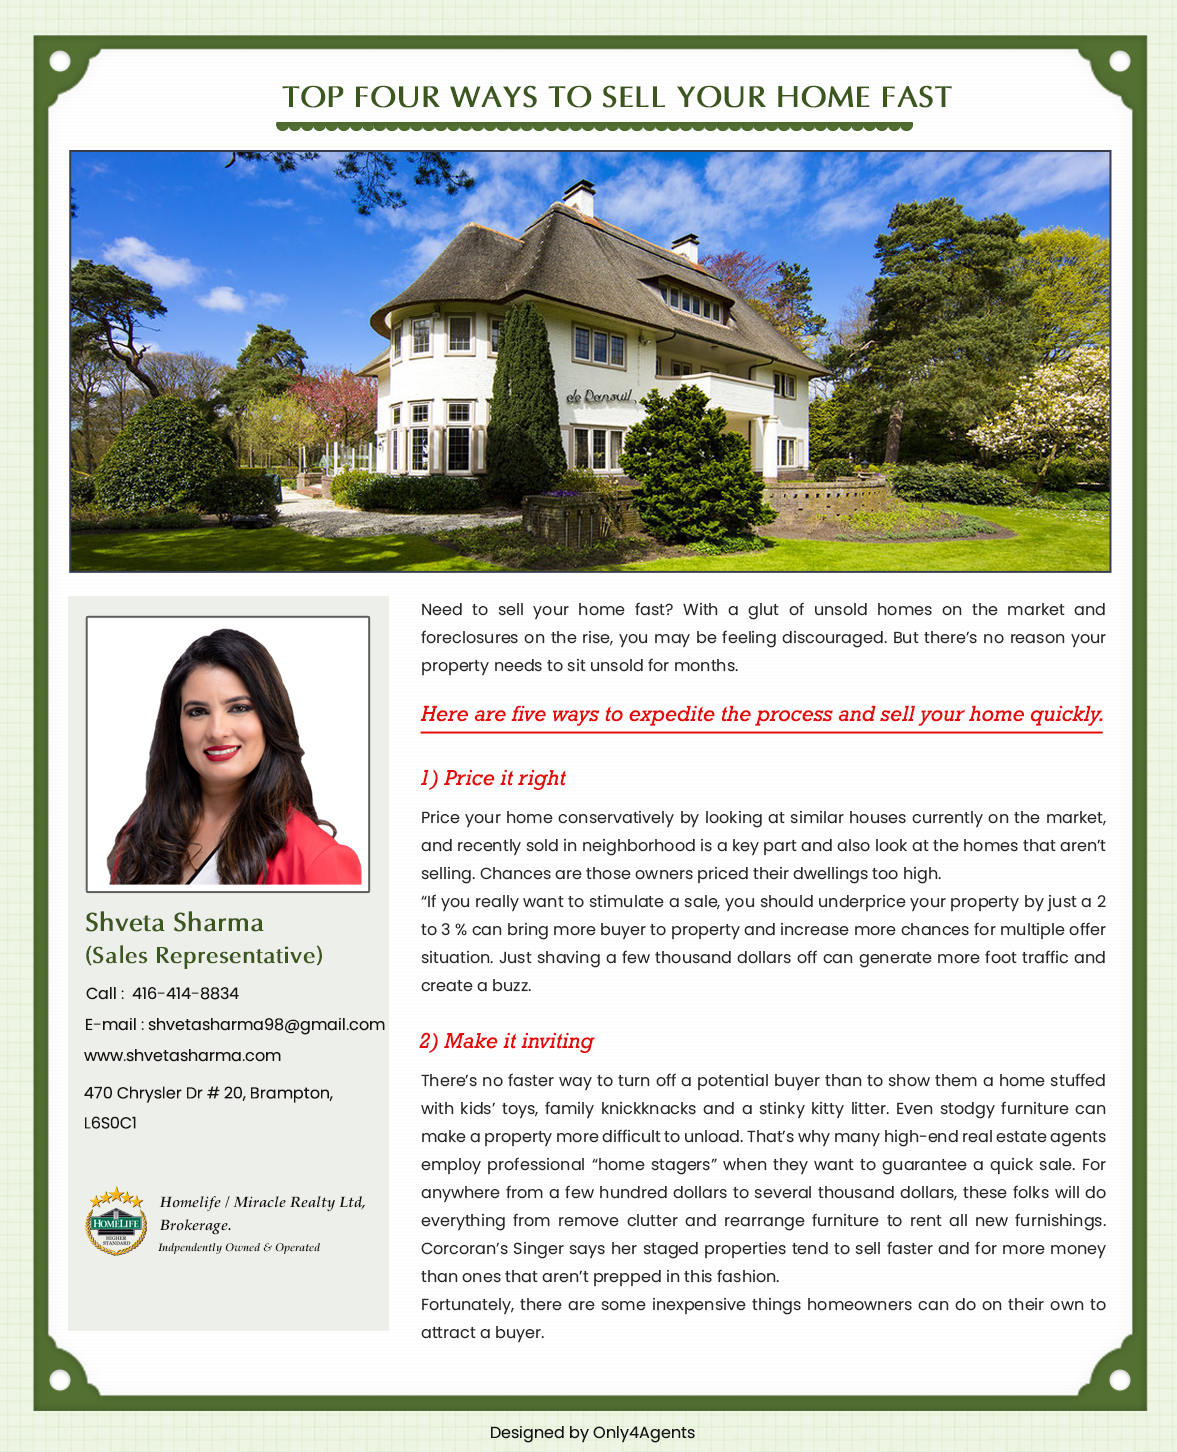 TOP FOUR WAYS TO SELL YOUR HOME FAST
de Danouil
Need to sell your home fast? With a glut of unsold homes on the market and
foreclosures on the rise, you may be feeling discouraged. But there’s no reason your
property needs to sit unsold for months.
Here are five ways to expedite the process and sell your home quickly.
1) Price it right
Price your home conservatively by looking at similar houses currently on the market,
and recently sold in neighborhood is a key part and also look at the homes that aren’t
selling. Chances are those owners priced their dwellings too high.
“If you really want to stimulate a sale, you should underprice your property by just a 2
to 3 % can bring more buyer to property and increase more chances for multiple offer
situation. Just shaving a few thousand dollars off can generate more foot traffic and
create a buzz.
2) Make it inviting
There’s no faster way to turn off a potential buyer than to show them a home stuffed
with kids’ toys, family knickknacks and a stinky kitty litter. Even stodgy furniture can
make a property more difficult to unload. That’s why many high-end real estate agents
employ professional “home stagers” when they want to guarantee a quick sale. For
anywhere from a few hundred dollars to several thousand dollars, these folks will do
everything from remove clutter and rearrange furniture to rent all new furnishings.
Corcoran’s Singer says her staged properties tend to sell faster and for more money
than ones that aren’t prepped in this fashion.
Fortunately, there are some inexpensive things homeowners can do on their own to
attract a buyer.
Shveta Sharma
(Sales Representative)
Call : 416-414-8834
E-mail : shvetasharma98@gmail.com
www.shvetasharma.com
470 Chrysler Dr # 20, Brampton,
L6S0C1
HOMELIFE
HIGHER
STANDARD
Homelife / Miracle Realty Ltd,
Brokerage.
Indpendently Owned & Operated
Designed by Only4Agents